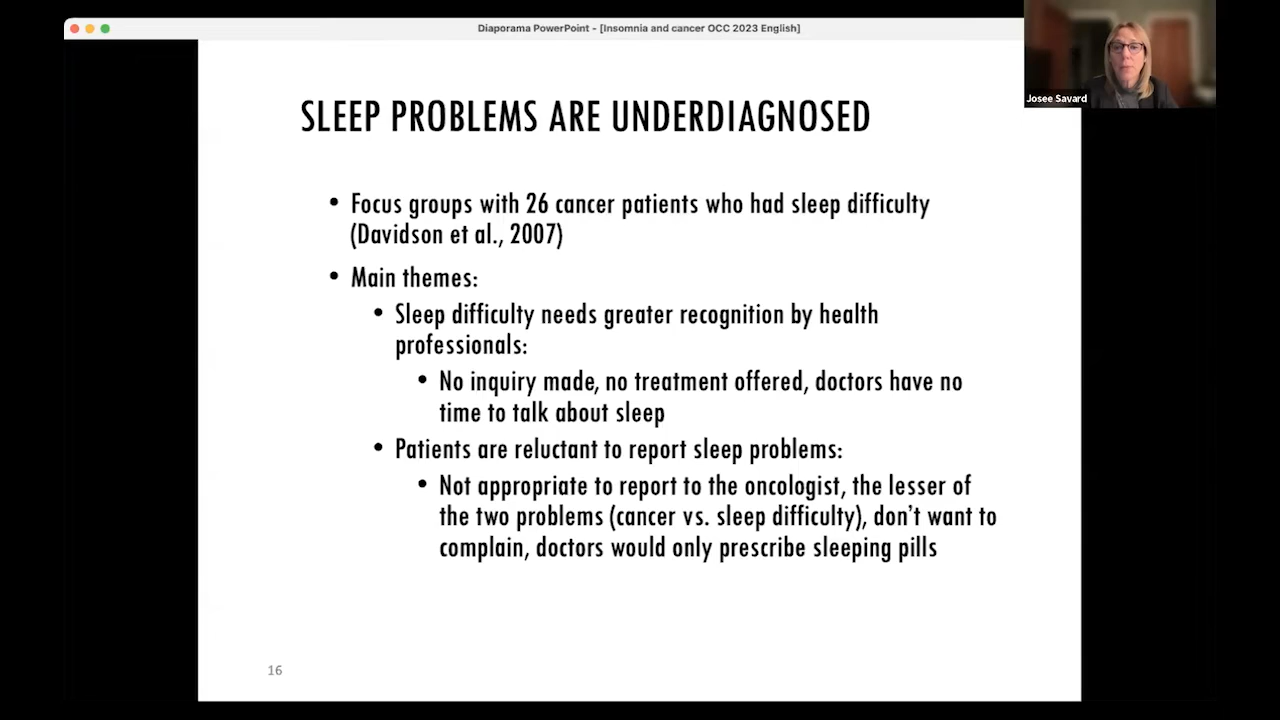 Diaporama PowerPoint - [Insomnia and cancer OCC 2023 English]
Josee Savard
SLEEP PROBLEMS ARE UNDERDIAGNOSED
• Focus groups with 26 cancer patients who had sleep difficulty
(Davidson et al., 2007)
• Main themes:
• Sleep difficulty needs greater recognition by health
professionals:
• No inquiry made, no treatment offered, doctors have no
time to talk about sleep
• Patients are reluctant to report sleep problems:
• Not appropriate to report to the oncologist, the lesser of
the two problems (cancer vs. sleep difficulty), don't want to
complain, doctors would only prescribe sleeping pills
16